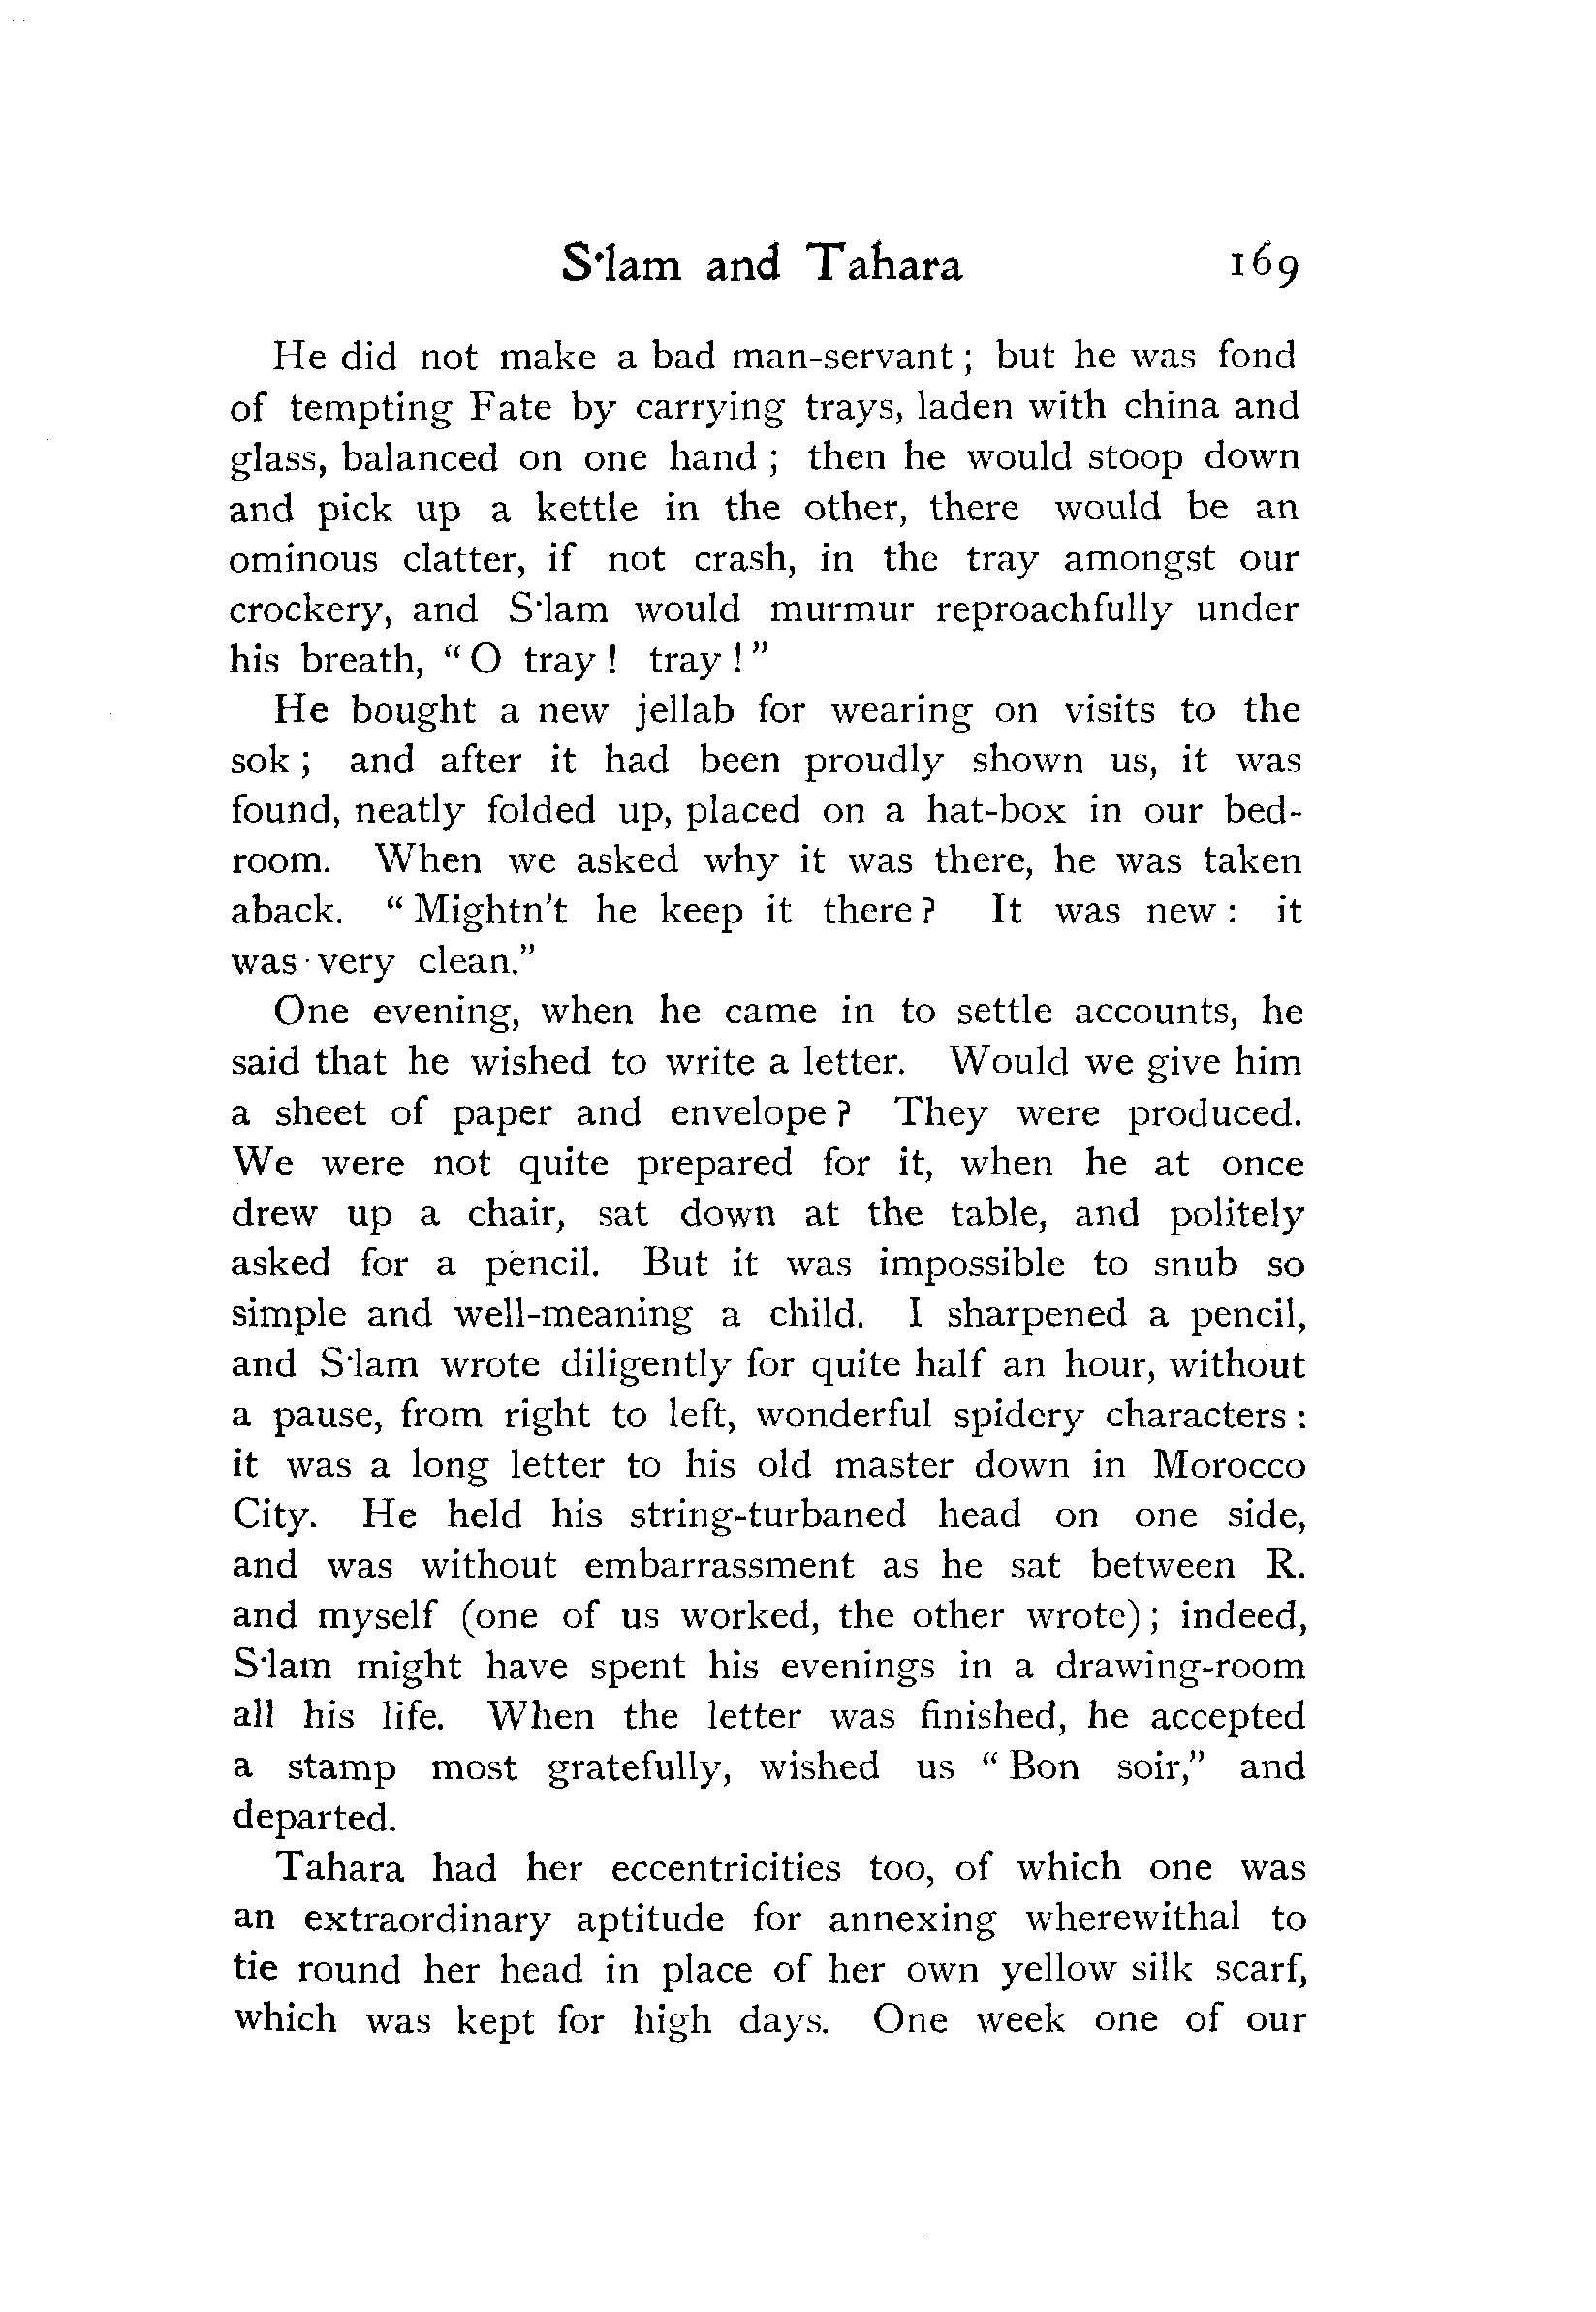 S'lam and Tahara 169
He did not make a bad man-servant; but he was fond
of tempting Fate by carrying trays, laden with china and
glass, balanced on one hand; then he would stoop down
and pick up a kettle in the other, there would be an
ominous clatter, if not crash, in the tray amongst our
crockery, and S'lam would murmur reproachfully under
his breath, "O tray! tray!"
He bought a new jellab for wearing on visits to the
sok; and after it had been proudly shown us, it was
found, neatly folded up, placed on a hat-box in our bed-
room. When we asked why it was there, he was taken
aback. "Mightn't he keep it there? It was new: it
was very clean."
One evening, when he came in to settle accounts, he
said that he wished to write a letter. Would we give him
a sheet of paper and envelope? They were produced.
We were not quite prepared for it, when he at once
drew up a chair, sat down at the table, and politely
asked for a pencil. But it was impossible to snub so
simple and well-meaning a child. I sharpened a pencil,
and S'lam wrote diligently for quite half an hour, without
a pause, from right to left, wonderful spidery characters:
it was a long letter to his old master down in Morocco
City. He held his string-turbaned head on one side,
and was without embarrassment as he sat between R.
and myself (one of us worked, the other wrote); indeed,
S'lam might have spent his evenings in a drawing-room
all his life. When the letter was finished, he accepted
a stamp most gratefully, wished us "Bon soir," and
departed.
Tahara had her eccentricities too, of which one was
an extraordinary aptitude for annexing wherewithal to
tie round her head in place of her own yellow silk scarf,
which was kept for high days. One week one of our